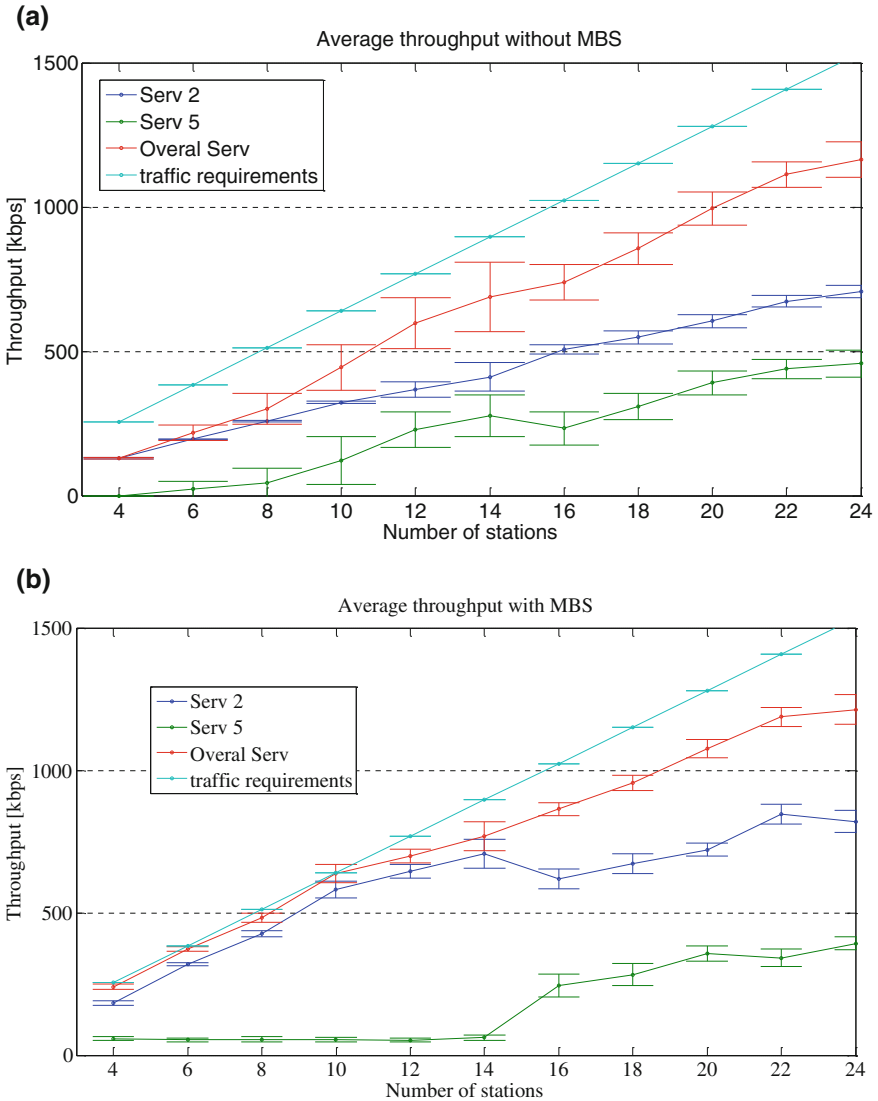 (a)
Average throughput without MBS
Throughput [kbps]
1500
1000
500
0
Serv 2
Serv 5
Overal Serv
traffic requirements
4 6 8 10 12 14 16 18 20 22 24
Number of stations
(b)
Average throughput with MBS
Throughput [kbps]
1500
1000
500
0
Serv 2
Serv 5
Overal Serv
traffic requirements
4 6 8 10 12 14 16 18 20 22 24
Number of stations